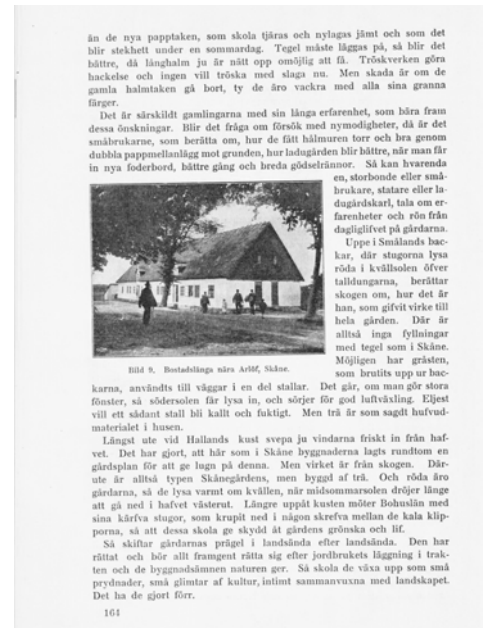 än de nya papptaken, som skola tjäras och nylagas jämt och som det
blir stekhett under en sommardag. Tegel måste läggas på, så blir det
bättre, då långhalm ju är nätt opp omöjlig att få. Tröskverken göra
hackelse och ingen vill tröska med slaga nu. Men skada är om de
gamla halmtaken gå bort, ty de äro vackra med alla sina granna
färger.
Det är särskildt gamlingarna med sin långa erfarenhet, som bära fram
dessa önskningar. Blir det fråga om försök med nymodigheter, då är det
småbrukarne, som berätta om, hur de fått hålmuren torr och bra genom
dubbla pappmellanlägg mot grunden, hur ladugården blir bättre, när man får
in nya foderbord, bättre gång och breda gödselrännor. Så kan hvarenda
en, storbonde eller små-
brukare, statare eller la-
dugårdskarl, tala om er-
farenheter och rön från
dagliglifvet på gårdarna.
Uppe i Smålands bac-
kar, där stugorna lysa
röda i kvällsolen öfver
talldungarna, berättar
skogen om, hur det är
han, som gifvit virke till
hela gården. Där är
alltså inga fyllningar
med tegel som i Skåne.
Möjligen har gråsten,
som brutits upp ur bac-
Bild 9. Bostadslänga nära Arlöf, Skåne.
karna, användts till väggar i en del stallar. Det går, om man gör stora
fönster, så södersolen får lysa in, och sörjer för god luftväxling. Eljest
vill ett sådant stall bli kallt och fuktigt. Men trä är som sagdt hufvud-
materialet i husen.
Längst ute vid Hallands kust svepa ju vindarna friskt in från haf-
vet. Det har gjort, att här som i Skåne byggnaderna lagts rundtom en
gårdsplan för att ge lugn på denna. Men virket är från skogen. Där-
ute är alltså typen Skånegårdens, men byggd af trä. Och röda äro
gårdarna, så de lysa varmt om kvällen, när midsommarsolen dröjer länge
att gå ned i hafvet västerut. Längre uppåt kusten möter Bohuslän med
sina kärfva stugor, som krupit ned i någon skrefva mellan de kala klip-
porna, så att dessa skola ge skydd åt gårdens grönska och lif.
Så skiftar gårdarnas prägel i landsända efter landsända. Den har
rättat och bör allt framgent rätta sig efter jordbrukets läggning i trak-
ten och de byggnadsämnen naturen ger. Så skola de växa upp som små
prydnader, små glimtar af kultur, intimt sammanvuxna med landskapet.
Det ha de gjort förr.
164